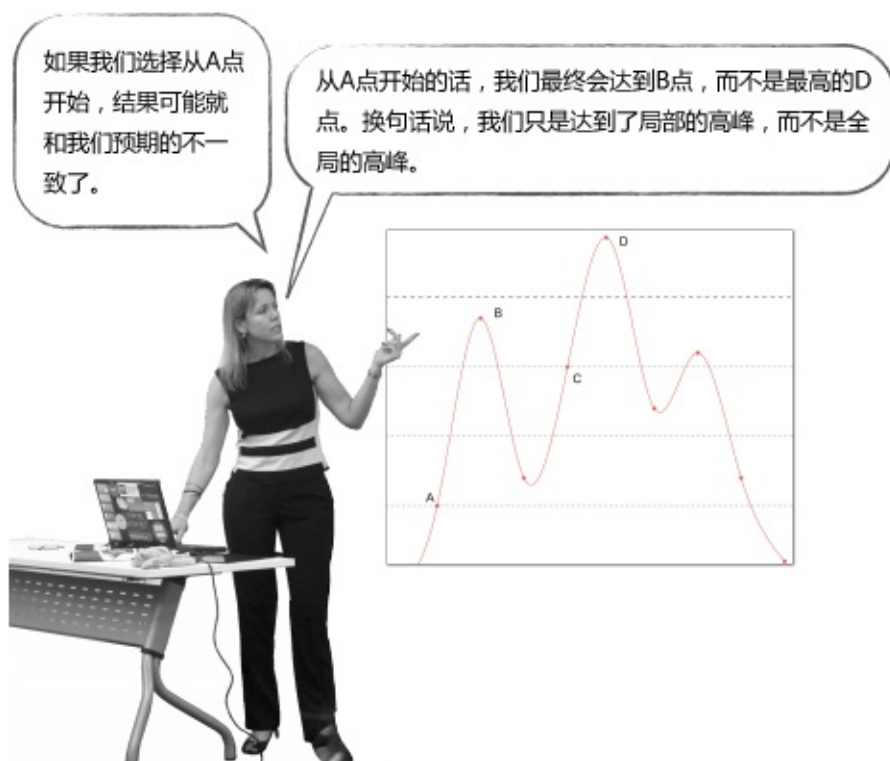 如果我们选择从A点
开始，结果可能就
和我们预期的不一
致了。
从A点开始的话，我们最终会达到B点，而不是最高的D
点。换句话说，我们只是达到了局部的高峰，而不是全
局的高峰。
D
B
C
A